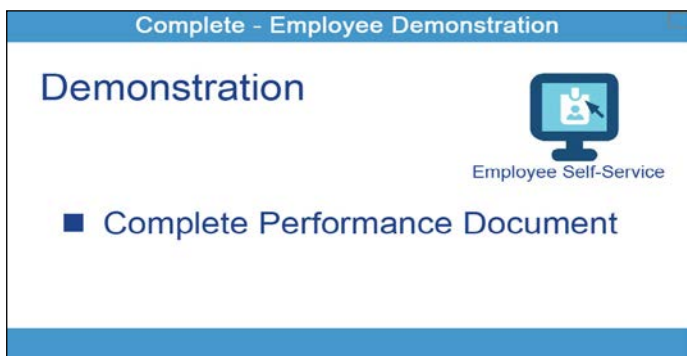 Complete - Employee Demonstration
Demonstration
Employee Self-Service
■ Complete Performance Document